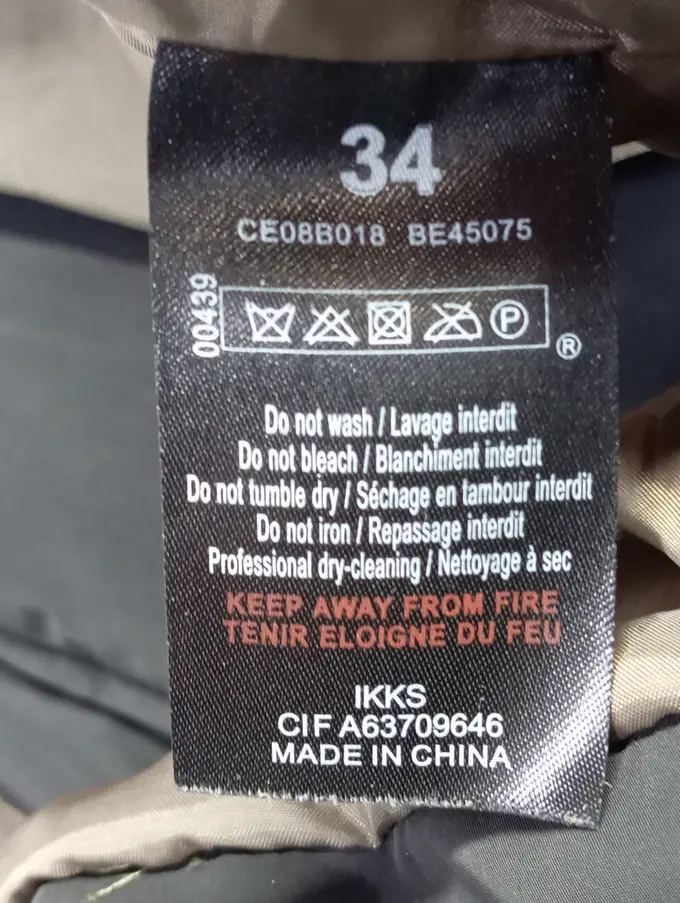 34
CE08B018 BE45075
00439
P
®
Do not wash / Lavage interdit
Do not bleach / Blanchiment interdit
Do not tumble dry / Séchage en tambour interdit
Do not iron / Repassage interdit
Professional dry-cleaning / Nettoyage à sec
KEEP AWAY FROM FIRE
TENIR ELOIGNE DU FEU
IKKS
CIF A63709646
MADE IN CHINA